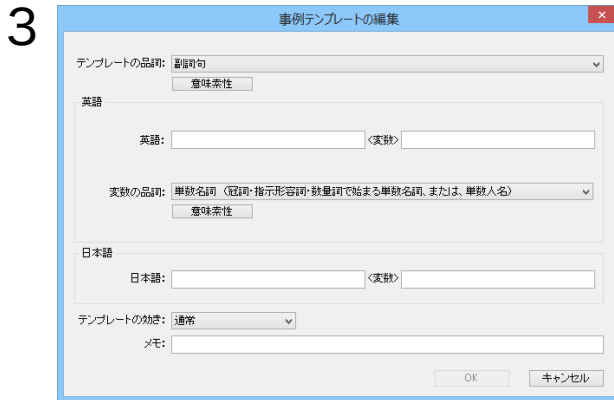 3
事例テンプレートの編集
テンプレートの品詞: 副詞句
意味素性
英語
英語: <変数>
変数の品詞: 単数名詞 (冠詞・指示形容詞・数量詞で始まる単数名詞、または、単数人名)
意味素性
日本語
日本語: <変数>
テンプレートの効き: 通常
メモ:
OK キャンセル